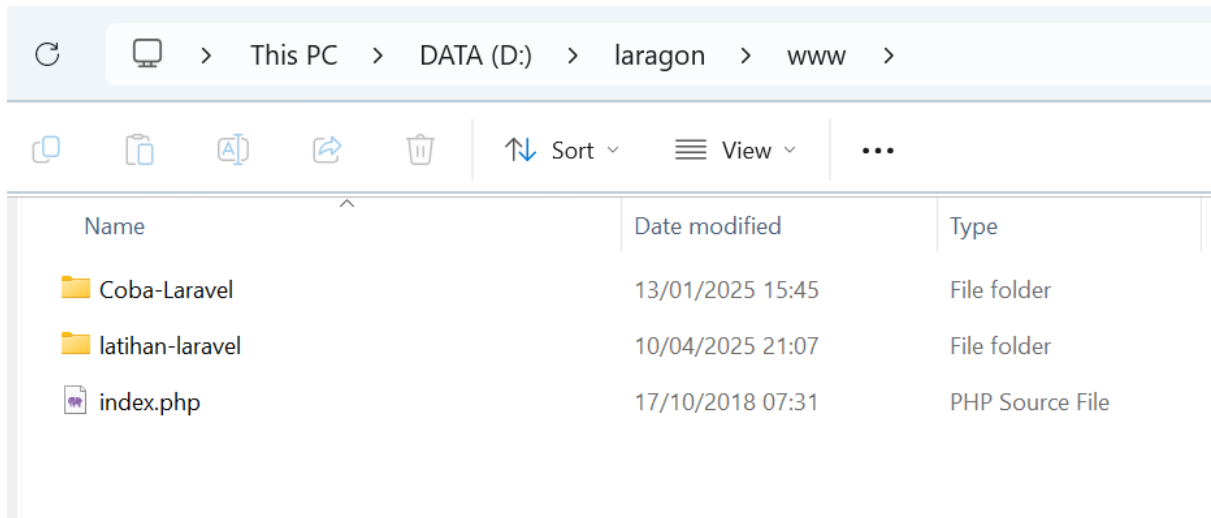 This PC > DATA (D:) > laragon > www >
Sort View
Name Date modified Type
Coba-Laravel 13/01/2025 15:45 File folder
latihan-laravel 10/04/2025 21:07 File folder
index.php 17/10/2018 07:31 PHP Source File